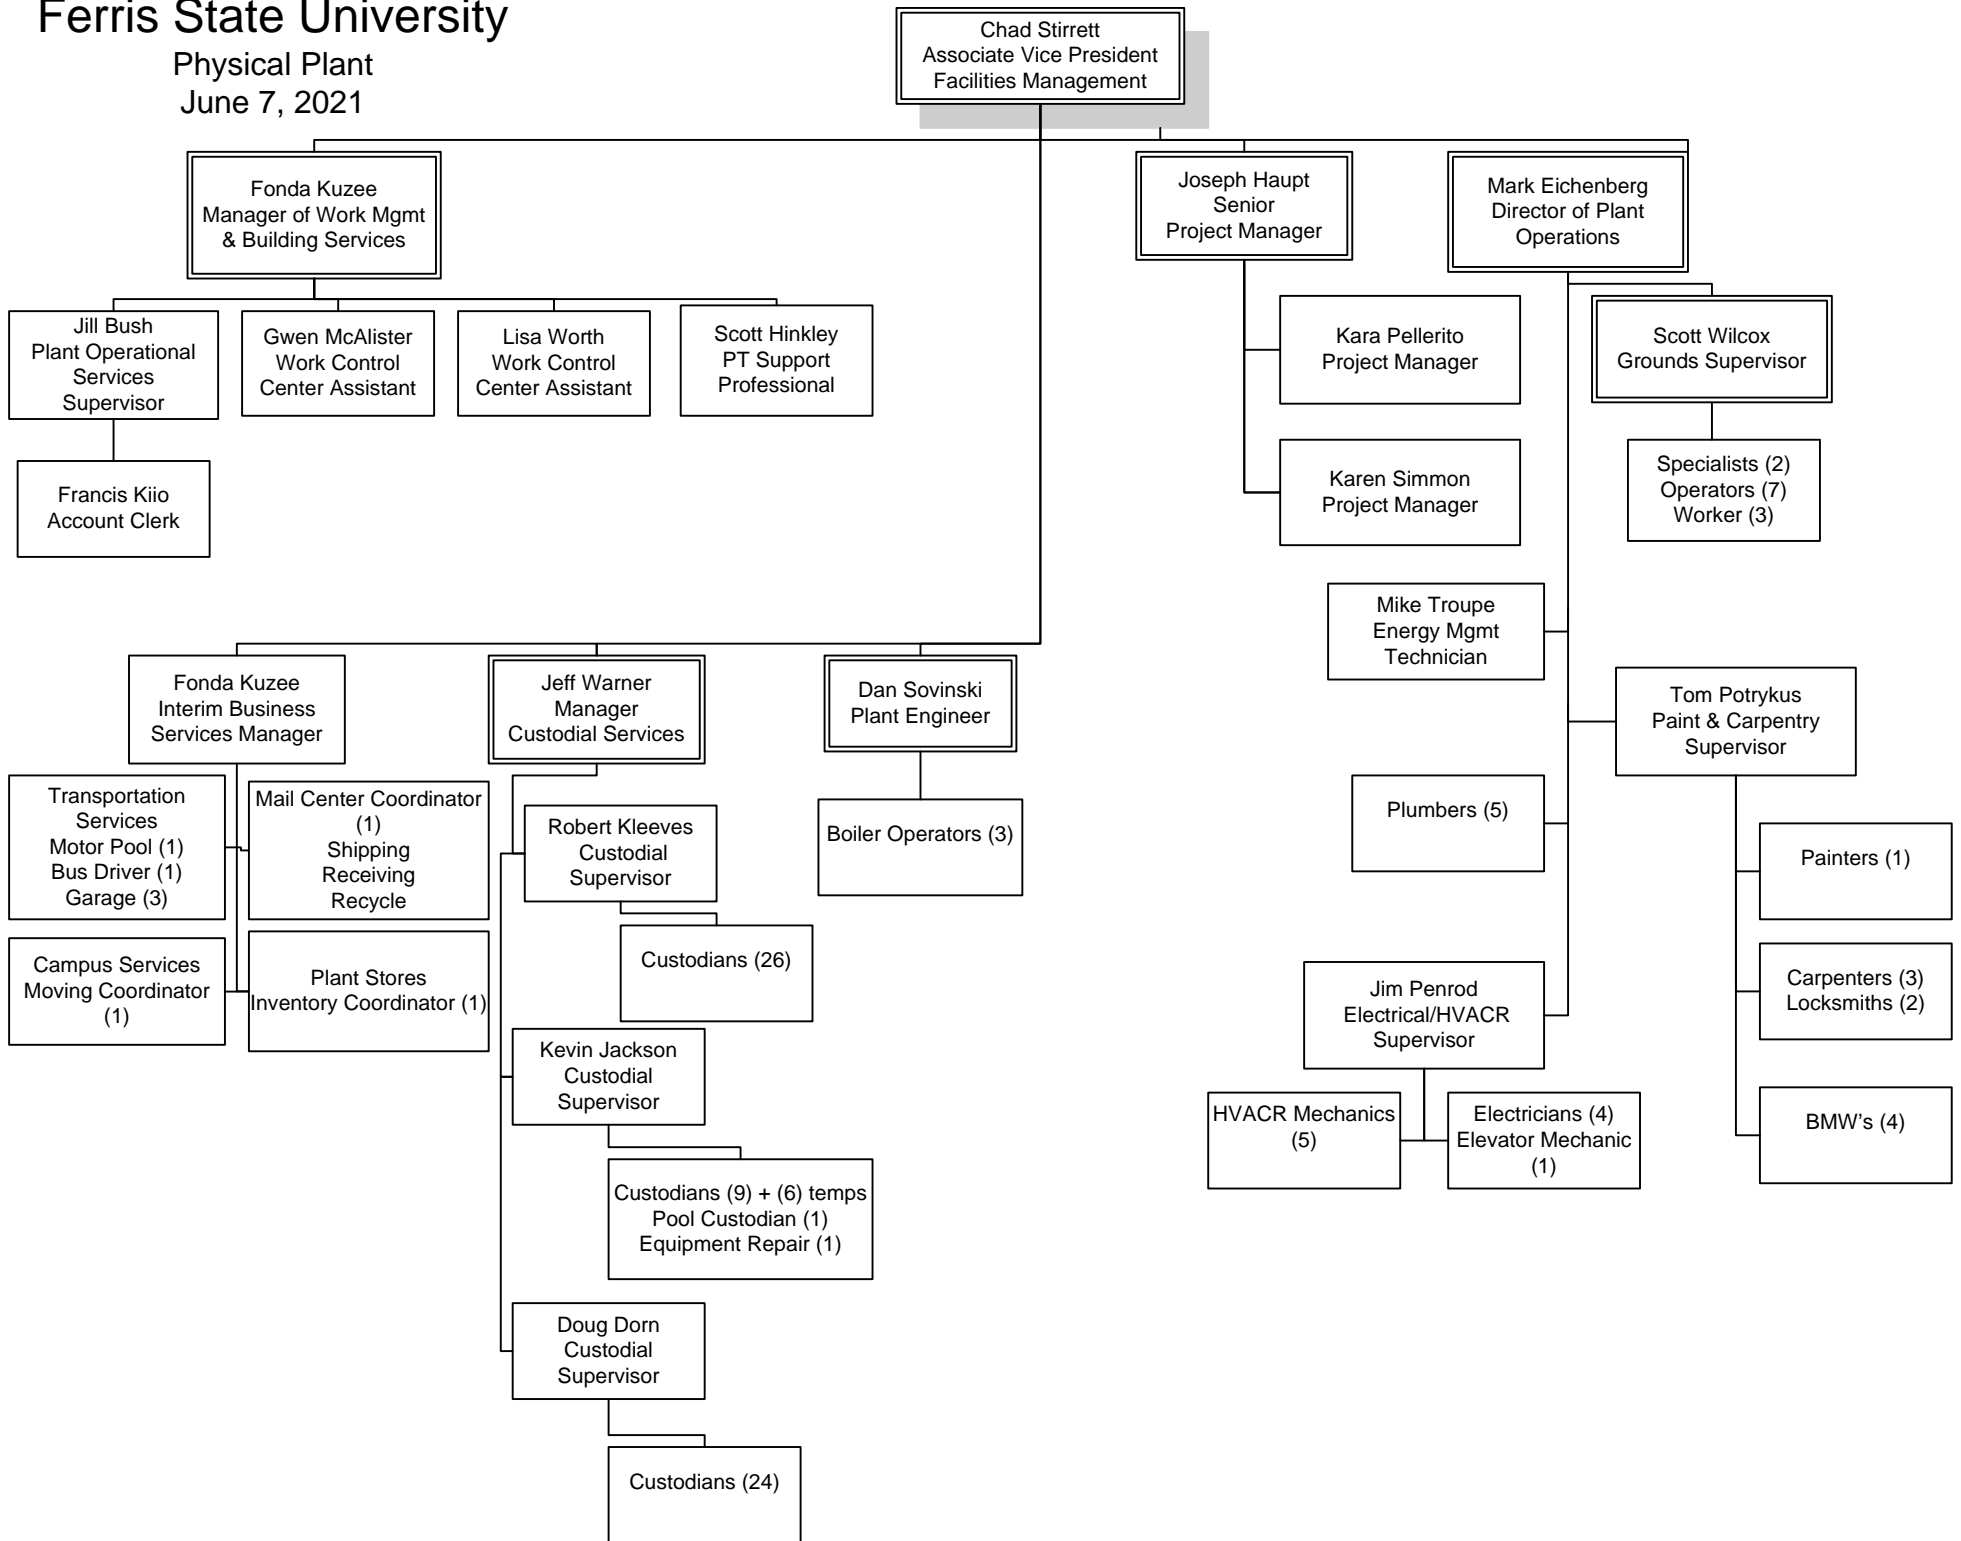 Ferris State University
Physical Plant
June 7, 2021
Chad Stirrett
Associate Vice President
Facilities Management
Fonda Kuzee
Manager of Work Mgmt
& Building Services
Joseph Haupt
Senior
Project Manager
Mark Eichenberg
Director of Plant
Operations
Jill Bush
Plant Operational
Services
Supervisor
Gwen McAlister
Work Control
Center Assistant
Lisa Worth
Work Control
Center Assistant
Scott Hinkley
PT Support
Professional
Kara Pellerito
Project Manager
Scott Wilcox
Grounds Supervisor
Francis Kiio
Account Clerk
Karen Simmon
Project Manager
Specialists (2)
Operators (7)
Worker (3)
Mike Troupe
Energy Mgmt
Technician
Fonda Kuzee
Interim Business
Services Manager
Jeff Warner
Manager
Custodial Services
Dan Sovinski
Plant Engineer
Tom Potrykus
Paint & Carpentry
Supervisor
Transportation
Services
Motor Pool (1)
Bus Driver (1)
Garage (3)
Mail Center Coordinator
(1)
Shipping
Receiving
Recycle
Robert Kleeves
Custodial
Supervisor
Boiler Operators (3)
Plumbers (5)
Painters (1)
Campus Services
Moving Coordinator
(1)
Plant Stores
Inventory Coordinator (1)
Custodians (26)
Jim Penrod
Electrical/HVACR
Supervisor
Carpenters (3)
Locksmiths (2)
Kevin Jackson
Custodial
Supervisor
HVACR Mechanics
(5)
Electricians (4)
Elevator Mechanic
(1)
BMW’s (4)
Custodians (9) + (6) temps
Pool Custodian (1)
Equipment Repair (1)
Doug Dorn
Custodial
Supervisor
Custodians (24)